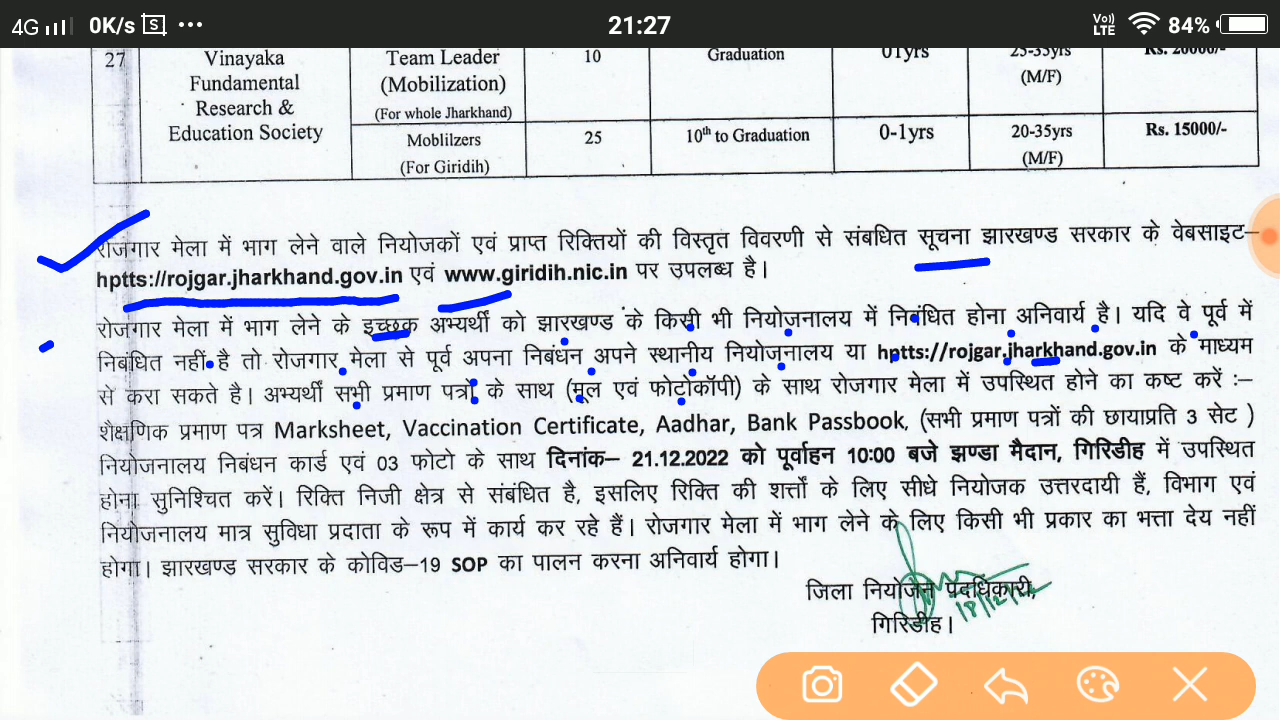 4G 0K/s S ••• 21:27 Vo) LTE 84%
27 Vinayaka Fundamental Research & Education Society Team Leader (Mobilization) (For whole Jharkhand) 10 Graduation 01yrs 25-35yrs (M/F) Rs. 20000/-
Moblilzers (For Giridih) 25 10th to Graduation 0-1yrs 20-35yrs (M/F) Rs. 15000/-
रोजगार मेला में भाग लेने वाले नियोजकों एवं प्राप्त रिक्तियों की विस्तृत विवरणी से संबधित सूचना झारखण्ड सरकार के वेबसाइट–
hptts://rojgar.jharkhand.gov.in एवं www.giridih.nic.in पर उपलब्ध है।
रोजगार मेला में भाग लेने के इच्छुक अभ्यर्थी को झारखण्ड के किसी भी नियोजनालय में निबंधित होना अनिवार्य है। यदि वे पूर्व में
निबंधित नहीं है तो रोजगार मेला से पूर्व अपना निबंधन अपने स्थानीय नियोजनालय या hptts://rojgar.jharkhand.gov.in के माध्यम
से करा सकते है। अभ्यर्थी सभी प्रमाण पत्रों के साथ (मूल एवं फोटोकॉपी) के साथ रोजगार मेला में उपस्थित होने का कष्ट करें :–
शैक्षणिक प्रमाण पत्र Marksheet, Vaccination Certificate, Aadhar, Bank Passbook, (सभी प्रमाण पत्रों की छायाप्रति 3 सेट )
नियोजनालय निबंधन कार्ड एवं 03 फोटो के साथ दिनांक– 21.12.2022 को पूर्वाहन 10:00 बजे झण्डा मैदान, गिरिडीह में उपस्थित
होना सुनिश्चित करें। रिक्ति निजी क्षेत्र से संबंधित है, इसलिए रिक्ति की शर्त्तो के लिए सीधे नियोजक उत्तरदायी हैं, विभाग एवं
नियोजनालय मात्र सुविधा प्रदाता के रूप में कार्य कर रहे हैं। रोजगार मेला में भाग लेने के लिए किसी भी प्रकार का भत्ता देय नहीं
होगा। झारखण्ड सरकार के कोविड–19 SOP का पालन करना अनिवार्य होगा।
जिला नियोजन पदधिकारी,
गिरिडीह।